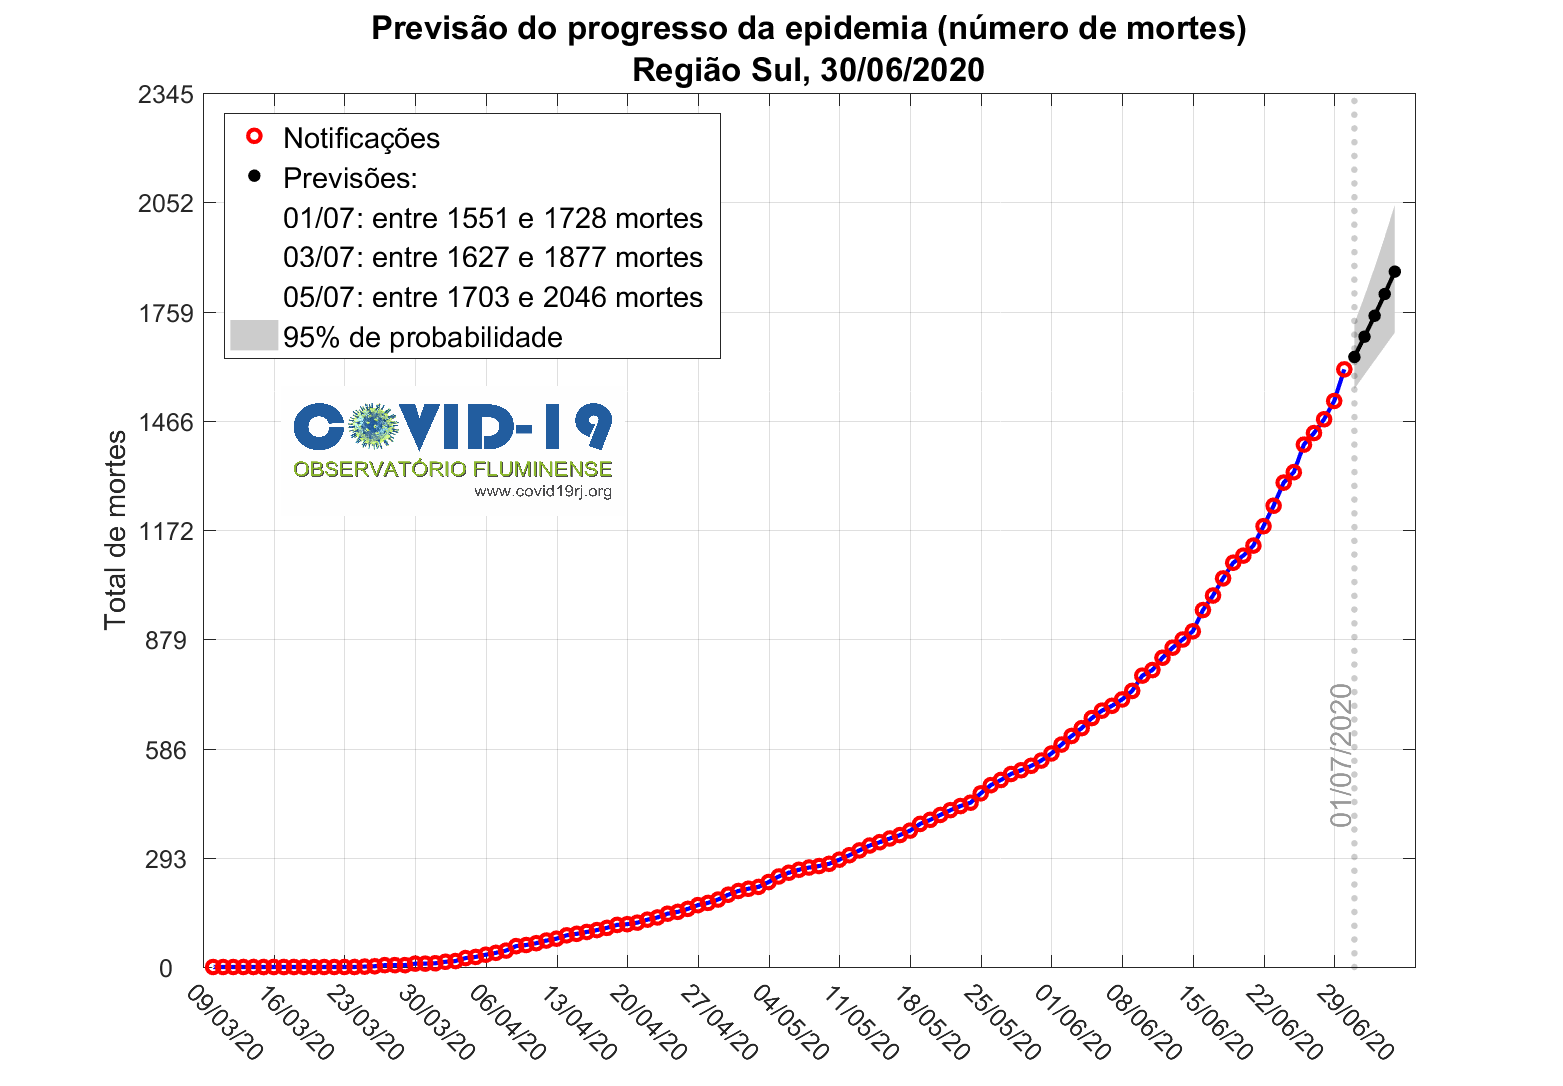 Previsão do progresso da epidemia (número de mortes)
Região Sul, 30/06/2020
2345
2052
1759
1466
1172
879
586
293
0
Total de mortes
Notificações
Previsões:
01/07: entre 1551 e 1728 mortes
03/07: entre 1627 e 1877 mortes
05/07: entre 1703 e 2046 mortes
95% de probabilidade
COVID-19
OBSERVATÓRIO FLUMINENSE
www.covid19rj.org
01/07/2020
09/03/20
16/03/20
23/03/20
30/03/20
06/04/20
13/04/20
20/04/20
27/04/20
04/05/20
11/05/20
18/05/20
25/05/20
01/06/20
08/06/20
15/06/20
22/06/20
29/06/20